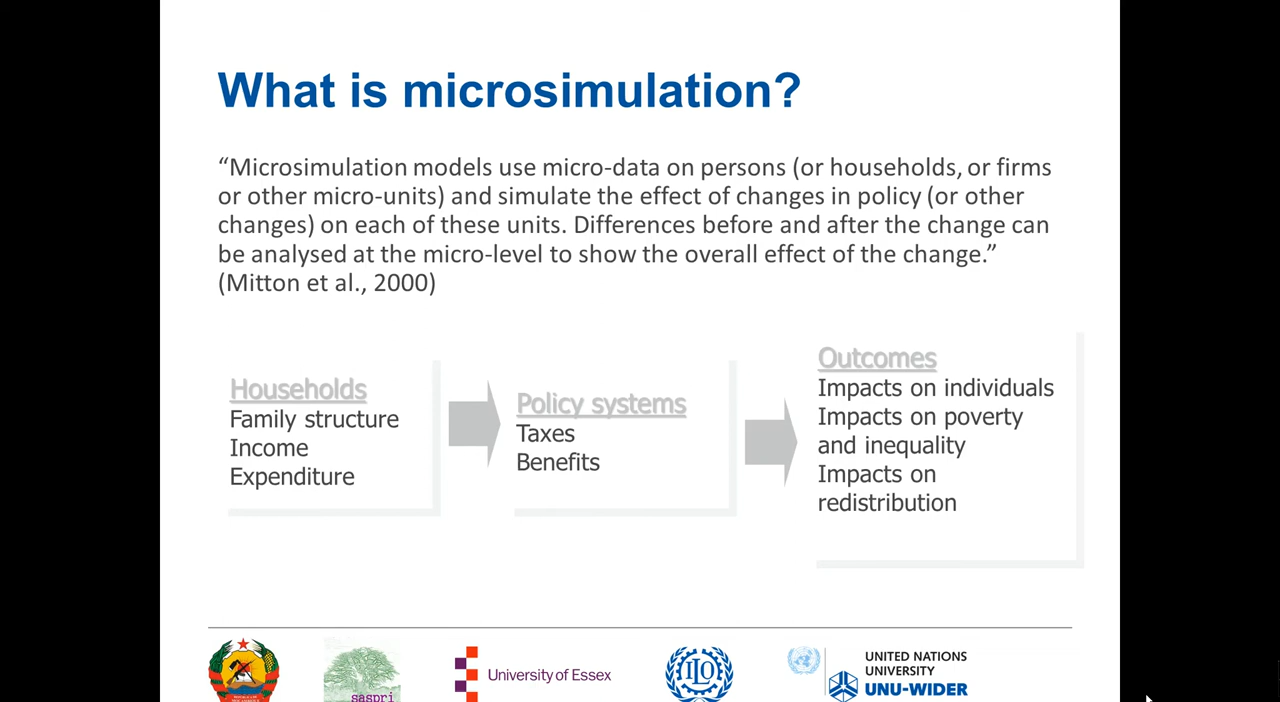 What is microsimulation?
“Microsimulation models use micro-data on persons (or households, or firms
or other micro-units) and simulate the effect of changes in policy (or other
changes) on each of these units. Differences before and after the change can
be analysed at the micro-level to show the overall effect of the change.”
(Mitton et al., 2000)
Households
Family structure
Income
Expenditure
Policy systems
Taxes
Benefits
Outcomes
Impacts on individuals
Impacts on poverty
and inequality
Impacts on
redistribution
saspri
University of Essex
ILO
UNITED NATIONS
UNIVERSITY
UNU-WIDER